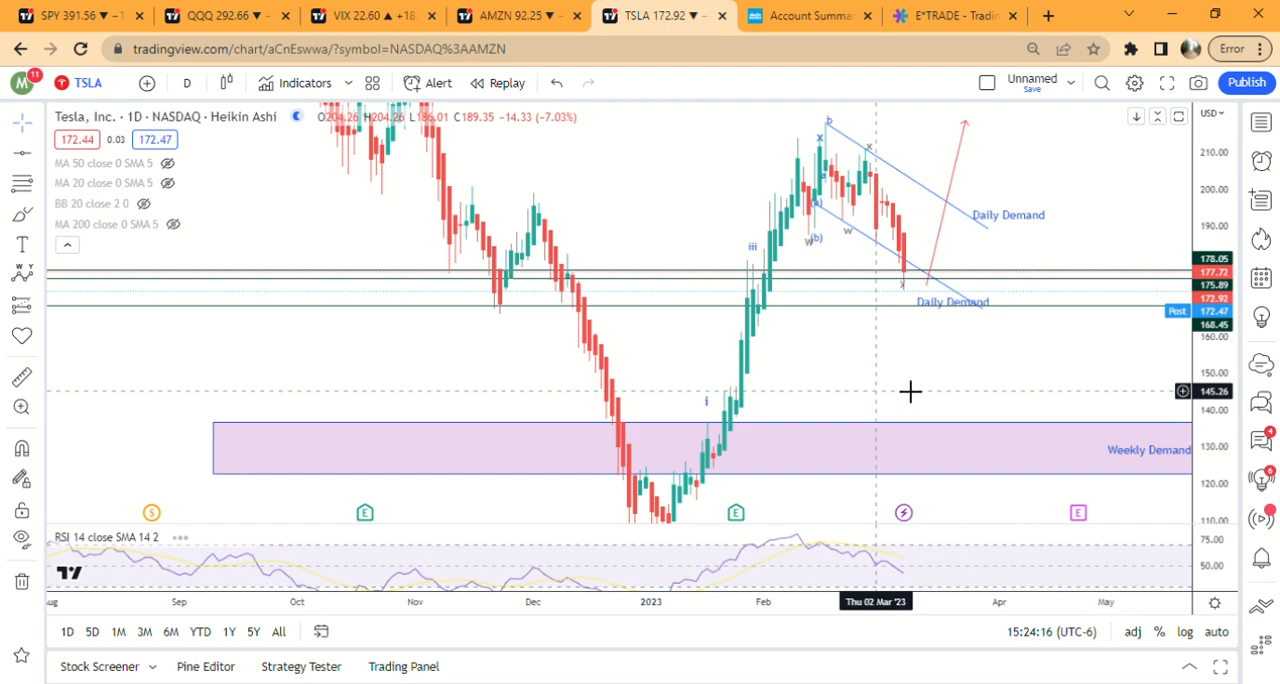 SPY 391.56 ▼ −1
QQQ 292.66 ▼ −
VIX 22.60 ▲ +18.
AMZN 92.25 ▼ −
TSLA 172.92 ▼ −
Account Summa
E*TRADE - Tradin
tradingview.com/chart/aCnEswwa/?symbol=NASDAQ%3AAMZN
Error
M
11
TSLA
D
Indicators
Alert
Replay
Unnamed
Save
Publish
Tesla, Inc. · 1D · NASDAQ · Heikin Ashi
O204.26 H204.26 L186.01 C189.35 −14.33 (−7.03%)
USD
172.44
0.03
172.47
MA 50 close 0 SMA 5
MA 20 close 0 SMA 5
BB 20 close 2 0
MA 200 close 0 SMA 5
b
x
x
(b)
w
w
iii
i
Daily Demand
Daily Demand
Weekly Demand
210.00
200.00
190.00
178.05
177.72
175.89
172.92
Post 172.47
168.45
160.00
150.00
145.26
140.00
130.00
120.00
110.00
S
E
E
E
RSI 14 close SMA 14 2
75.00
50.00
Sep
Oct
Nov
Dec
2023
Feb
Thu 02 Mar '23
Apr
May
1D 5D 1M 3M 6M YTD 1Y 5Y All
15:24:16 (UTC-6)
adj % log auto
Stock Screener
Pine Editor
Strategy Tester
Trading Panel
4
6